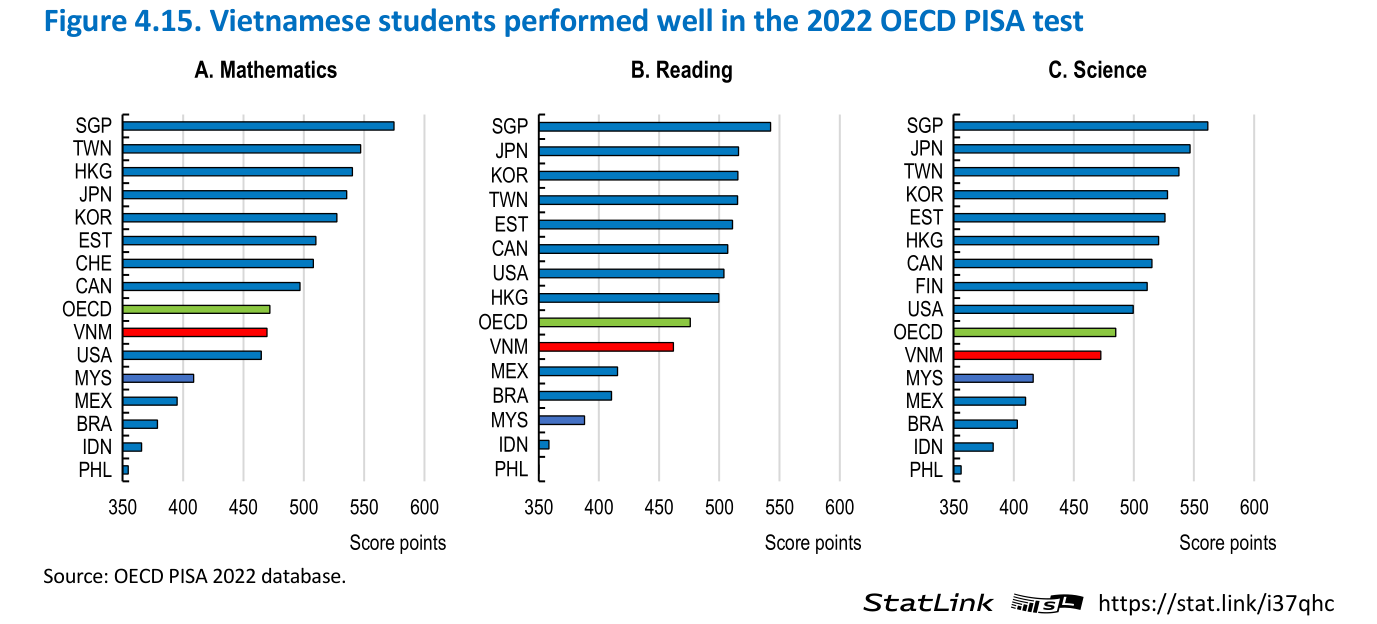 Figure 4.15. Vietnamese students performed well in the 2022 OECD PISA test
A. Mathematics
SGP
TWN
HKG
JPN
KOR
EST
CHE
CAN
OECD
VNM
USA
MYS
MEX
BRA
IDN
PHL
350 400 450 500 550 600
Score points
B. Reading
SGP
JPN
KOR
TWN
EST
CAN
USA
HKG
OECD
VNM
MEX
BRA
MYS
IDN
PHL
350 400 450 500 550 600
Score points
C. Science
SGP
JPN
TWN
KOR
EST
HKG
CAN
FIN
USA
OECD
VNM
MYS
MEX
BRA
IDN
PHL
350 400 450 500 550 600
Score points
Source: OECD PISA 2022 database.
StatLink SL https://stat.link/i37qhc